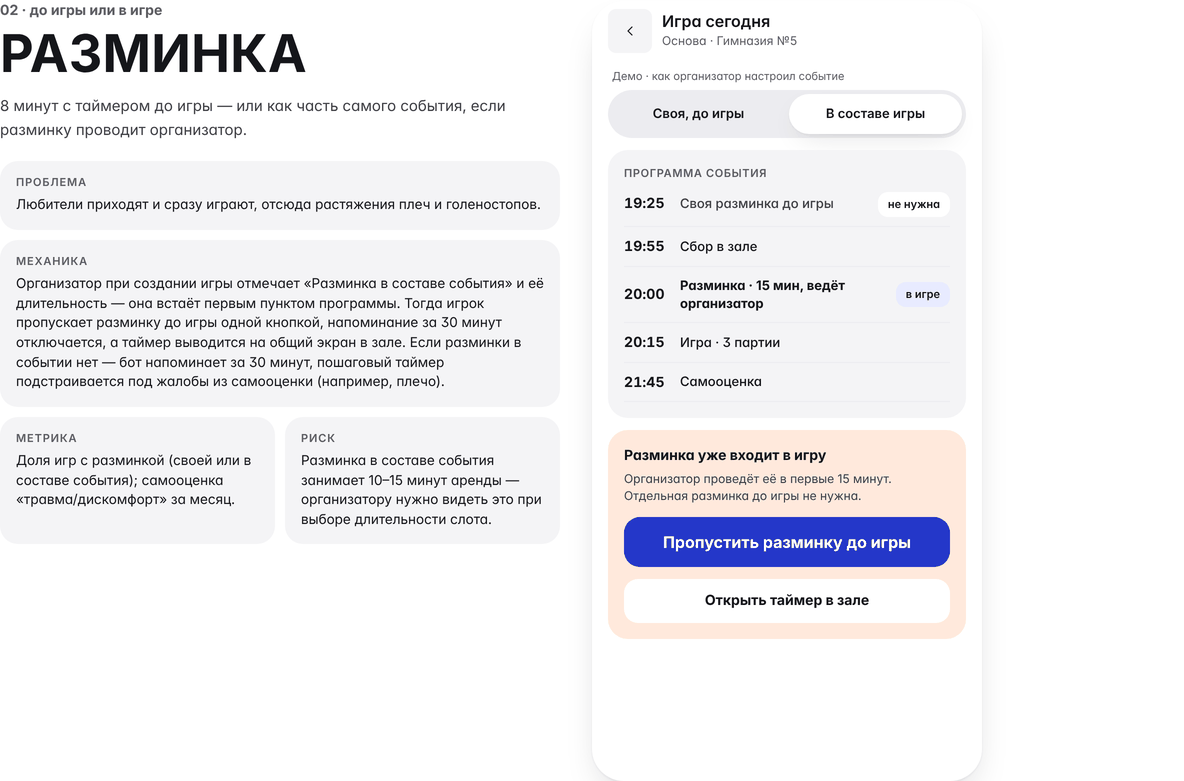 02 · до игры или в игре
РАЗМИНКА
8 минут с таймером до игры — или как часть самого события, если
разминку проводит организатор.
ПРОБЛЕМА
Любители приходят и сразу играют, отсюда растяжения плеч и голеностопов.
МЕХАНИКА
Организатор при создании игры отмечает «Разминка в составе события» и её
длительность — она встаёт первым пунктом программы. Тогда игрок
пропускает разминку до игры одной кнопкой, напоминание за 30 минут
отключается, а таймер выводится на общий экран в зале. Если разминки в
событии нет — бот напоминает за 30 минут, пошаговый таймер
подстраивается под жалобы из самооценки (например, плечо).
МЕТРИКА
Доля игр с разминкой (своей или в
составе события); самооценка
«травма/дискомфорт» за месяц.
РИСК
Разминка в составе события
занимает 10–15 минут аренды —
организатору нужно видеть это при
выборе длительности слота.
Игра сегодня
Основа · Гимназия №5
Демо · как организатор настроил событие
Своя, до игры
В составе игры
ПРОГРАММА СОБЫТИЯ
19:25 Своя разминка до игры не нужна
19:55 Сбор в зале
20:00 Разминка · 15 мин, ведёт
организатор в игре
20:15 Игра · 3 партии
21:45 Самооценка
Разминка уже входит в игру
Организатор проведёт её в первые 15 минут.
Отдельная разминка до игры не нужна.
Пропустить разминку до игры
Открыть таймер в зале